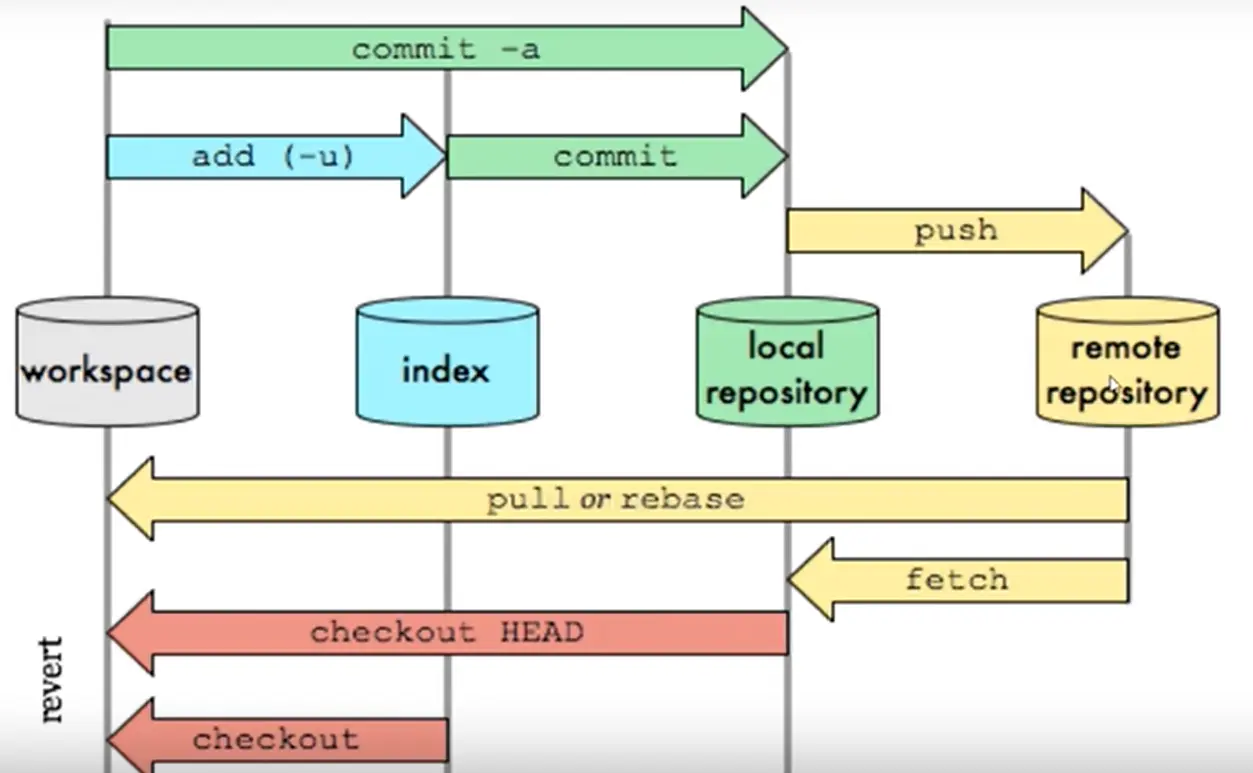 commit -a
add (-u)
commit
push
workspace
index
local
repository
remote
repository
pull or rebase
fetch
checkout HEAD
revert
checkout